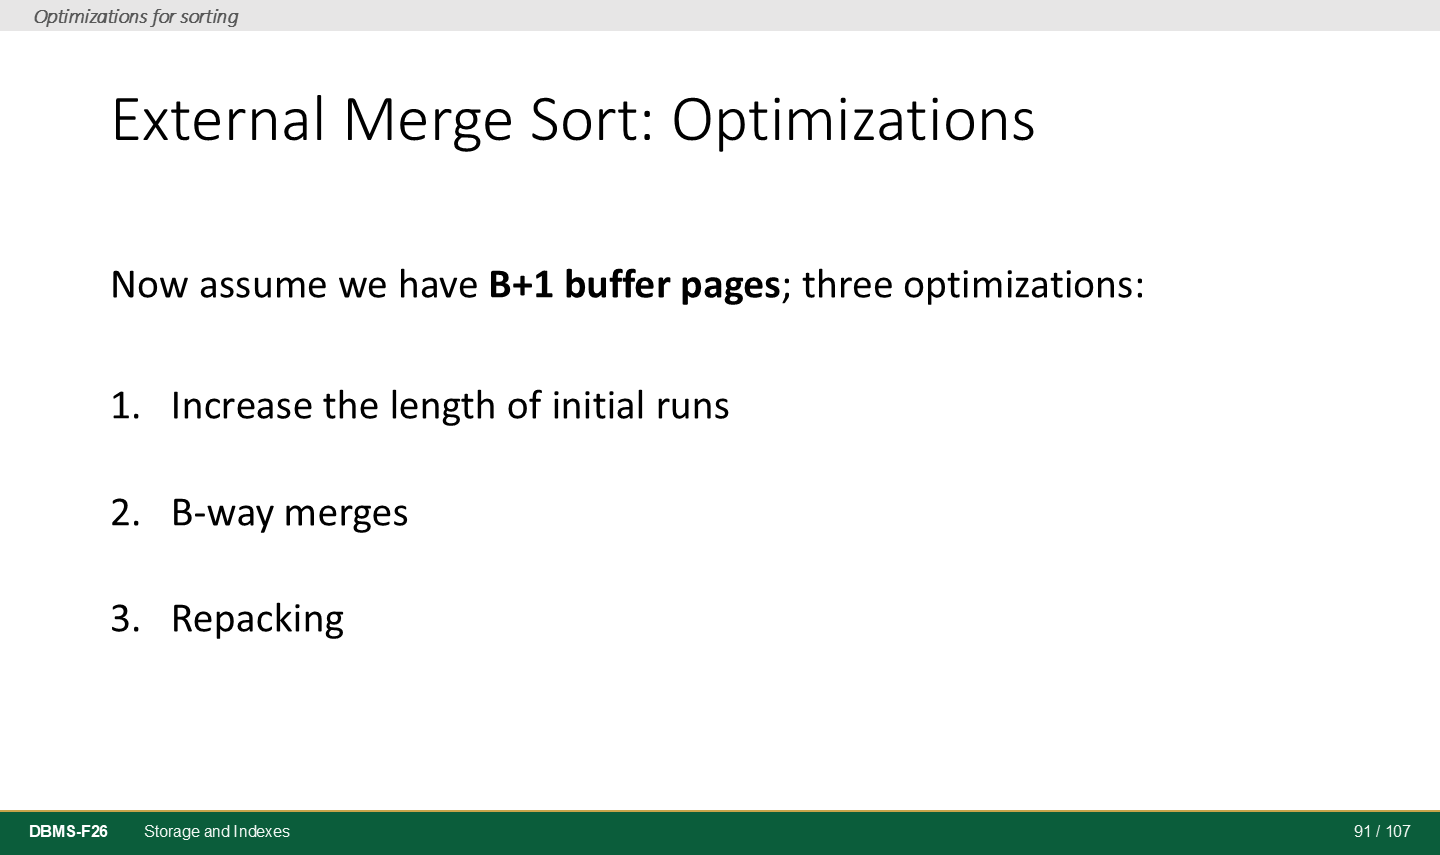 Optimizations for sorting
External Merge Sort: Optimizations
Now assume we have B+1 buffer pages; three optimizations:
1. Increase the length of initial runs
2. B-way merges
3. Repacking
DBMS-F26 Storage and Indexes 91 / 107